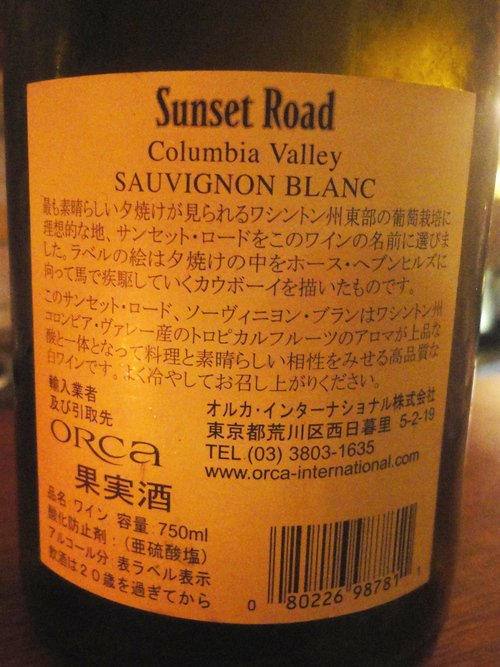 Sunset Road
Columbia Valley
SAUVIGNON BLANC
最も素晴らしい夕焼けが見られるワシントン州東部の葡萄栽培に
理想的な地、サンセット・ロードをこのワインの名前に選びま
した。ラベルの絵は夕焼けの中をホース・ヘブンヒルズに
向って馬で疾駆していくカウボーイを描いたものです。
このサンセット・ロード、ソーヴィニヨン・ブランはワシントン州
コロンビア・ヴァレー産のトロピカルフルーツのアロマが上品な
酸と一体となって料理と素晴らしい相性をみせる高品質な
白ワインです。よく冷やしてお召し上がりください。
輸入業者
及び引取先
ORCa
オルカ・インターナショナル株式会社
東京都荒川区西日暮里 5-2-19
TEL (03) 3803-1635
www.orca-international.com
果実酒
品名:ワイン 容量:750ml
酸化防止剤:(亜硫酸塩)
アルコール分:表ラベル表示
飲酒は20歳を過ぎてから
0 80226 98781 1